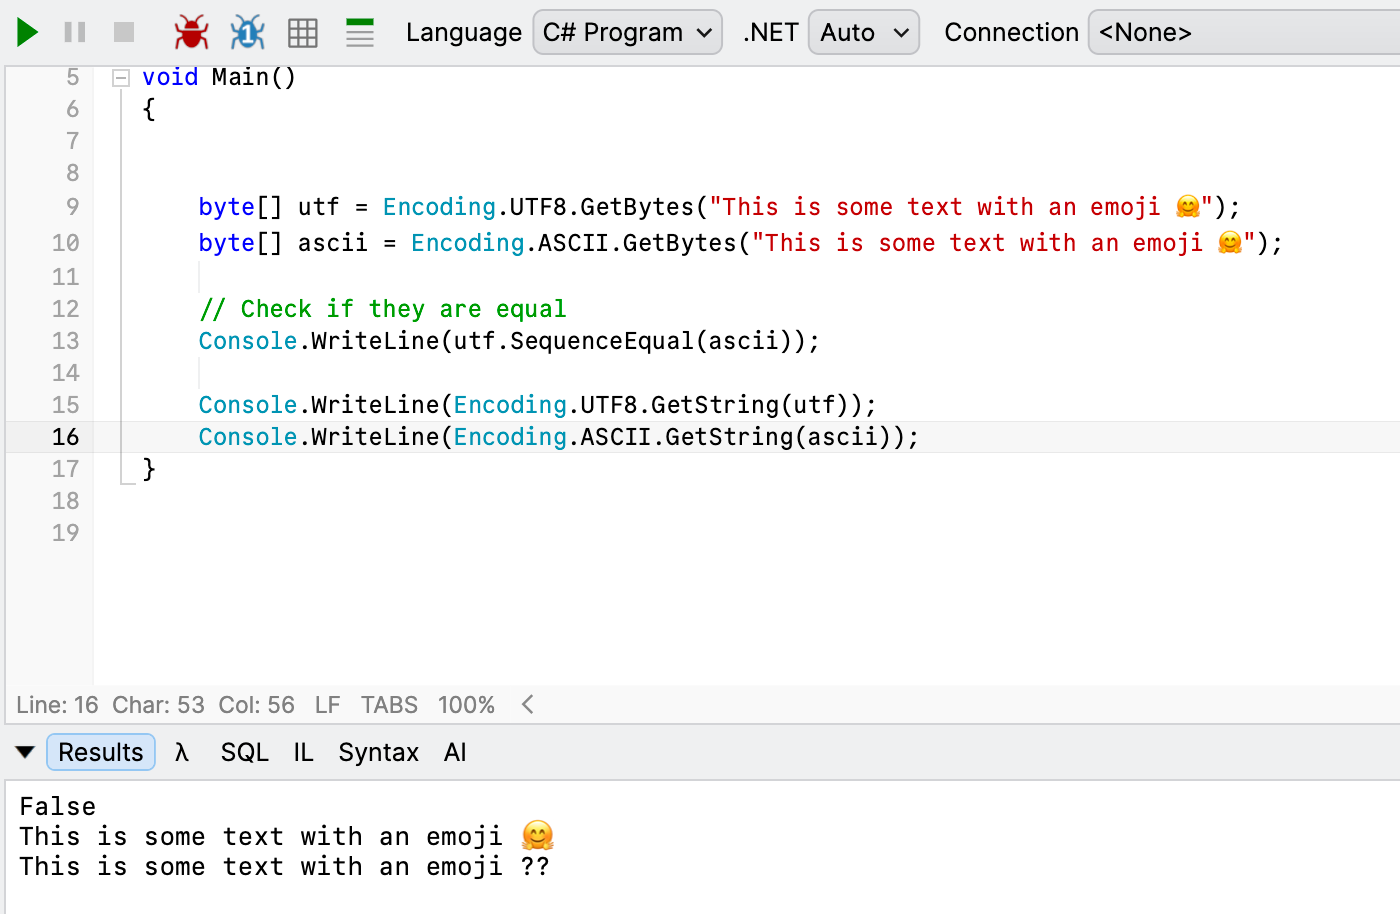 Language C# Program .NET Auto Connection <None>
5 void Main()
6 {
7
8
9 byte[] utf = Encoding.UTF8.GetBytes("This is some text with an emoji 🤗");
10 byte[] ascii = Encoding.ASCII.GetBytes("This is some text with an emoji 🤗");
11
12 // Check if they are equal
13 Console.WriteLine(utf.SequenceEqual(ascii));
14
15 Console.WriteLine(Encoding.UTF8.GetString(utf));
16 Console.WriteLine(Encoding.ASCII.GetString(ascii));
17 }
18
19
Line: 16 Char: 53 Col: 56 LF TABS 100%
Results λ SQL IL Syntax AI
False
This is some text with an emoji 🤗
This is some text with an emoji ??